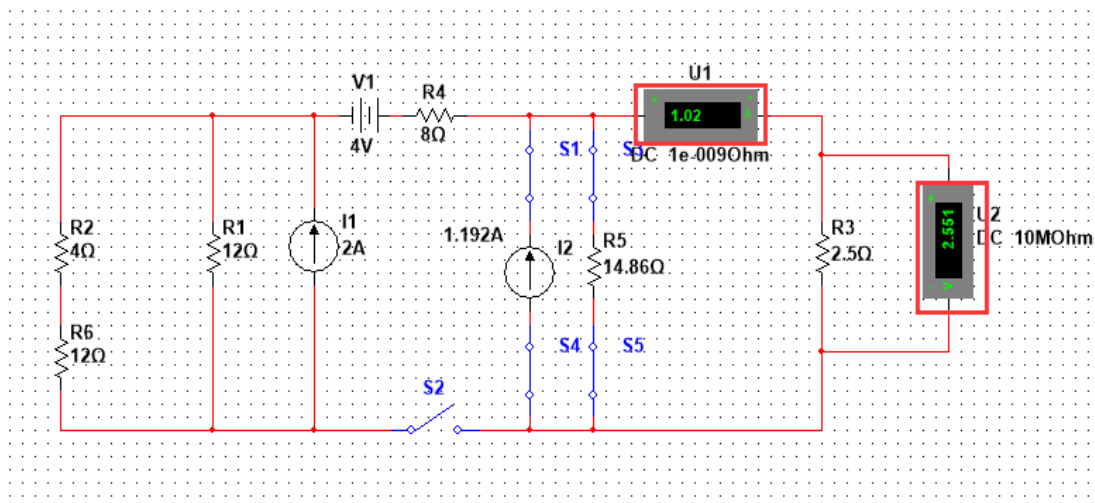 V1
4V
R4
8Ω
U1
1.02
A
DC 1e-009Ohm
S1
R2
4Ω
R1
12Ω
I1
2A
1.192A
I2
R5
14.86Ω
R3
2.5Ω
U2
2.551
V
DC 10MOhm
R6
12Ω
S4
S5
S2